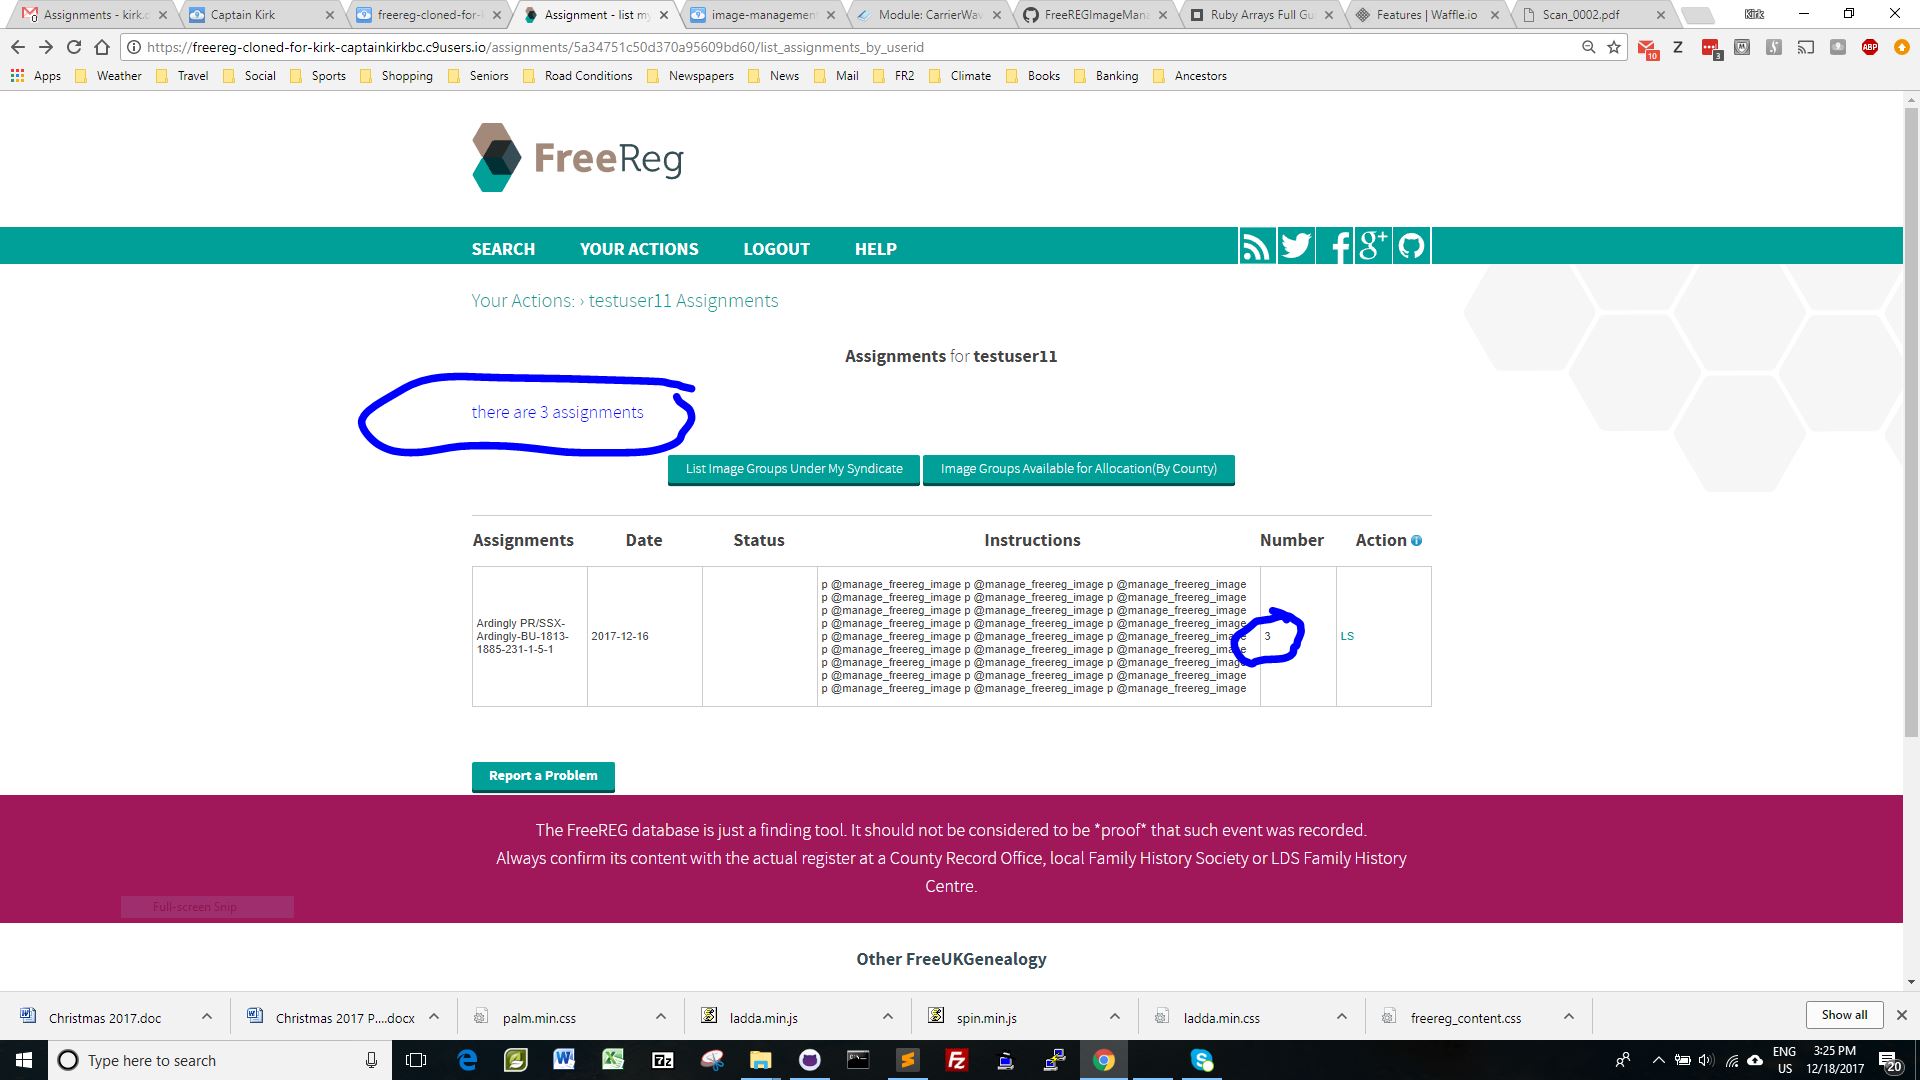 Assignments - kirk.c
Captain Kirk
freereg-cloned-for-k
Assignment - list my
image-management
Module: CarrierWav
FreeREGImageMana
Ruby Arrays Full Gu
Features | Waffle.io
Scan_0002.pdf
Kirk
https://freereg-cloned-for-kirk-captainkirkbc.c9users.io/assignments/5a34751c50d370a95609bd60/list_assignments_by_userid
10
Z
3
ABP
Apps Weather Travel Social Sports Shopping Seniors Road Conditions Newspapers News Mail FR2 Climate Books Banking Ancestors
FreeReg
SEARCH YOUR ACTIONS LOGOUT HELP
Your Actions: › testuser11 Assignments
Assignments for testuser11
there are 3 assignments
List Image Groups Under My Syndicate
Image Groups Available for Allocation(By County)
Assignments Date Status Instructions Number Action
Ardingly PR/SSX-
Ardingly-BU-1813-
1885-231-1-5-1
2017-12-16
p @manage_freereg_image p @manage_freereg_image p @manage_freereg_image
p @manage_freereg_image p @manage_freereg_image p @manage_freereg_image
p @manage_freereg_image p @manage_freereg_image p @manage_freereg_image
p @manage_freereg_image p @manage_freereg_image p @manage_freereg_image
p @manage_freereg_image p @manage_freereg_image p @manage_freereg_image
p @manage_freereg_image p @manage_freereg_image p @manage_freereg_image
p @manage_freereg_image p @manage_freereg_image p @manage_freereg_image
p @manage_freereg_image p @manage_freereg_image p @manage_freereg_image
p @manage_freereg_image p @manage_freereg_image p @manage_freereg_image
3
LS
Report a Problem
The FreeREG database is just a finding tool. It should not be considered to be *proof* that such event was recorded.
Always confirm its content with the actual register at a County Record Office, local Family History Society or LDS Family History
Centre.
Full-screen Snip
Other FreeUKGenealogy
Christmas 2017.doc
Christmas 2017 P....docx
palm.min.css
ladda.min.js
spin.min.js
ladda.min.css
freereg_content.css
Show all
Type here to search
ENG
US
3:25 PM
12/18/2017
20